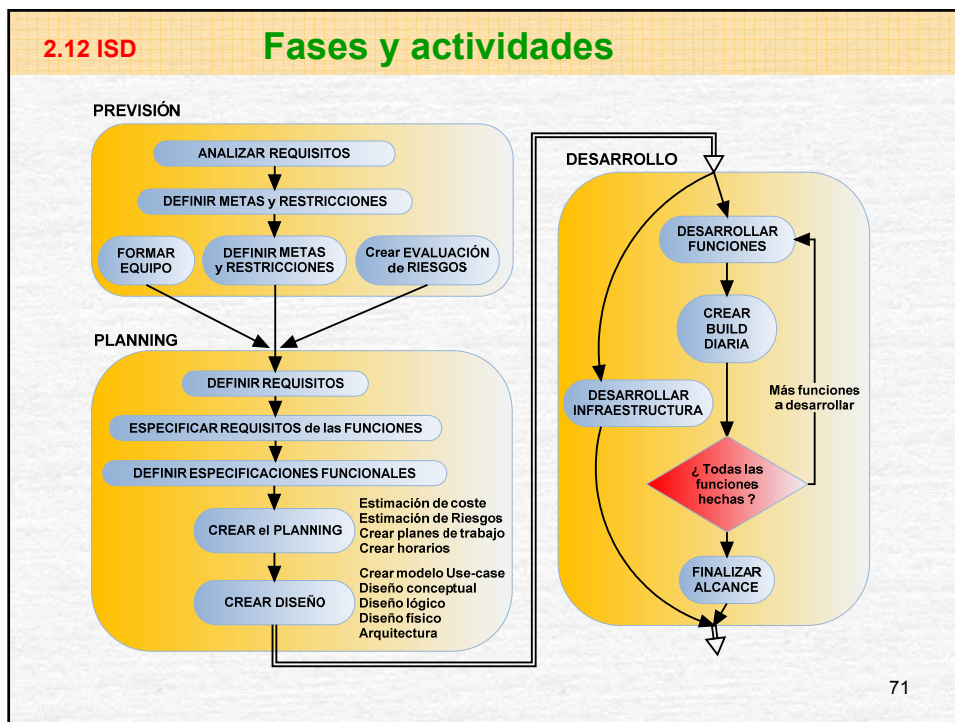 2.12 ISD
Fases y actividades
PREVISIÓN
ANALIZAR REQUISITOS
DEFINIR METAS y RESTRICCIONES
FORMAR
EQUIPO
DEFINIR METAS
y RESTRICCIONES
Crear EVALUACIÓN
de RIESGOS
PLANNING
DEFINIR REQUISITOS
ESPECIFICAR REQUISITOS de las FUNCIONES
DEFINIR ESPECIFICACIONES FUNCIONALES
CREAR el PLANNING
Estimación de coste
Estimación de Riesgos
Crear planes de trabajo
Crear horarios
CREAR DISEÑO
Crear modelo Use-case
Diseño conceptual
Diseño lógico
Diseño físico
Arquitectura
DESARROLLO
DESARROLLAR
FUNCIONES
CREAR
BUILD
DIARIA
DESARROLLAR
INFRAESTRUCTURA
Más funciones
a desarrollar
¿ Todas las
funciones
hechas ?
FINALIZAR
ALCANCE
71